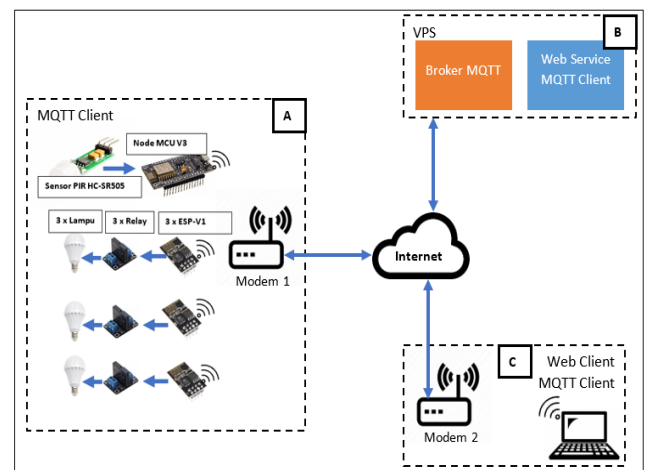 VPS
B
Broker MQTT
Web Service
MQTT Client
MQTT Client
A
Node MCU V3
Sensor PIR HC-SR505
3 x Lampu
3 x Relay
3 x ESP-V1
Modem 1
Internet
C
Web Client
MQTT Client
Modem 2